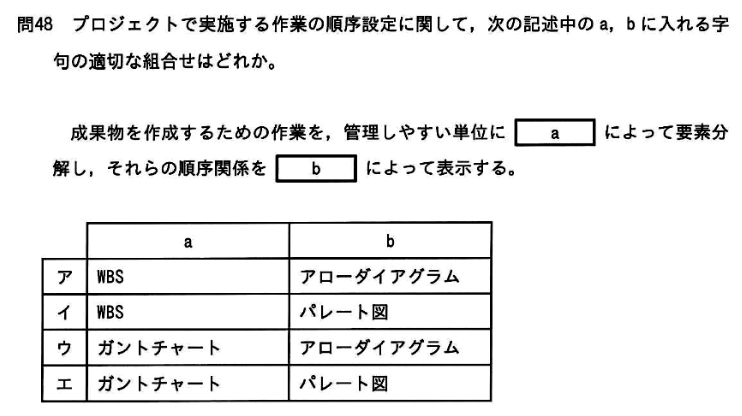 問48 プロジェクトで実施する作業の順序設定に関して，次の記述中のa，bに入れる字
句の適切な組合せはどれか。
成果物を作成するための作業を，管理しやすい単位に a によって要素分
解し，それらの順序関係を b によって表示する。
a b
ア WBS アローダイアグラム
イ WBS パレート図
ウ ガントチャート アローダイアグラム
エ ガントチャート パレート図